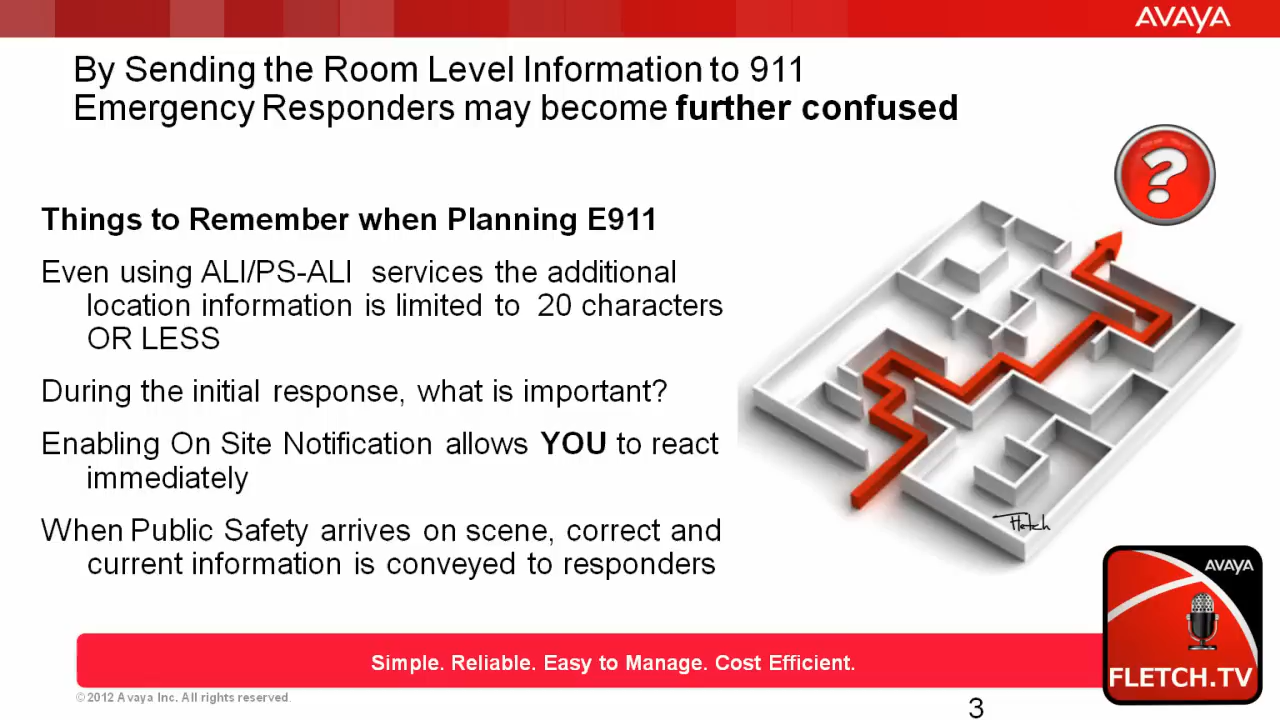 AVAYA
By Sending the Room Level Information to 911
Emergency Responders may become further confused
Things to Remember when Planning E911
Even using ALI/PS-ALI services the additional
location information is limited to 20 characters
OR LESS
During the initial response, what is important?
Enabling On Site Notification allows YOU to react
immediately
When Public Safety arrives on scene, correct and
current information is conveyed to responders
?
Fletch
AVAYA
FLETCH.TV
Simple. Reliable. Easy to Manage. Cost Efficient.
© 2012 Avaya Inc. All rights reserved.
3